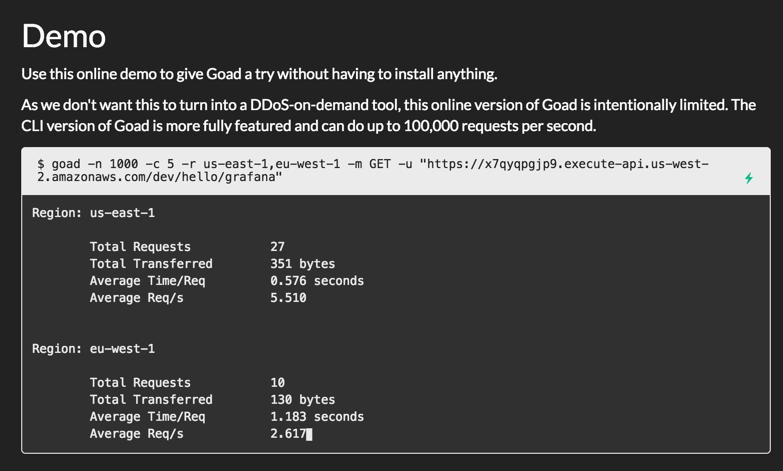 Demo
Use this online demo to give Goad a try without having to install anything.
As we don't want this to turn into a DDoS-on-demand tool, this online version of Goad is intentionally limited. The
CLI version of Goad is more fully featured and can do up to 100,000 requests per second.
$ goad -n 1000 -c 5 -r us-east-1,eu-west-1 -m GET -u "https://x7qyqpgjp9.execute-api.us-west-
2.amazonaws.com/dev/hello/grafana"
Region: us-east-1
Total Requests 27
Total Transferred 351 bytes
Average Time/Req 0.576 seconds
Average Req/s 5.510
Region: eu-west-1
Total Requests 10
Total Transferred 130 bytes
Average Time/Req 1.183 seconds
Average Req/s 2.617